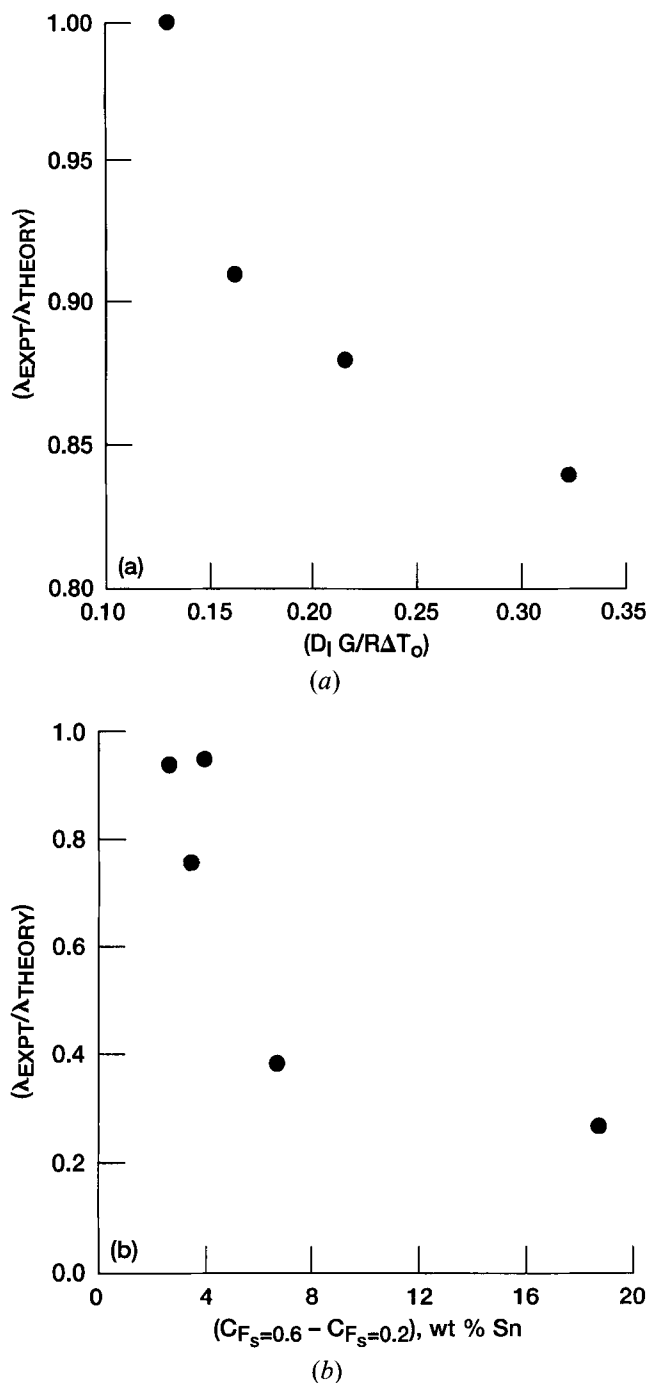 1.00
0.95
0.90
0.85
0.80
(λEXPT/λTHEORY)
(a)
0.10 0.15 0.20 0.25 0.30 0.35
(Dl G/RΔTo)
(a)
1.0
0.8
0.6
0.4
0.2
0.0
(λEXPT/λTHEORY)
(b)
0 4 8 12 16 20
(CFs=0.6 – CFs=0.2), wt % Sn
(b)